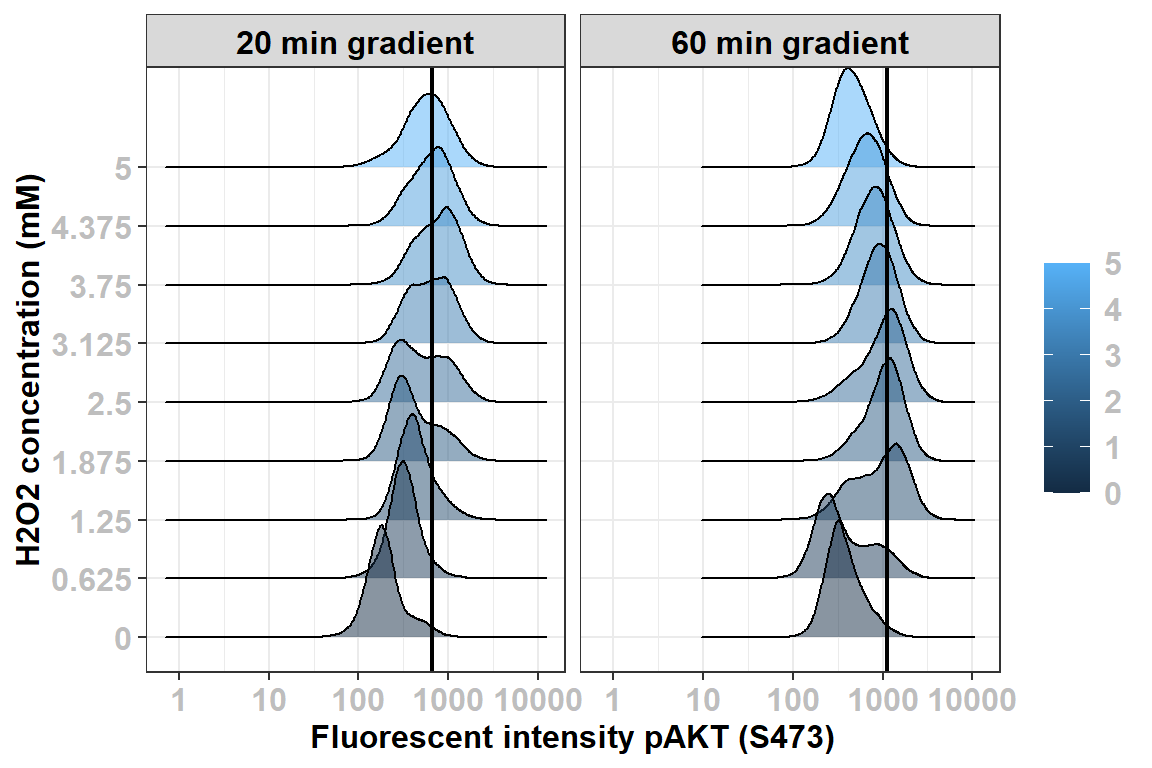 20 min gradient
60 min gradient
H2O2 concentration (mM)
5
4.375
3.75
3.125
2.5
1.875
1.25
0.625
0
1 10 100 1000 10000
1 10 100 1000 10000
Fluorescent intensity pAKT (S473)
5
4
3
2
1
0